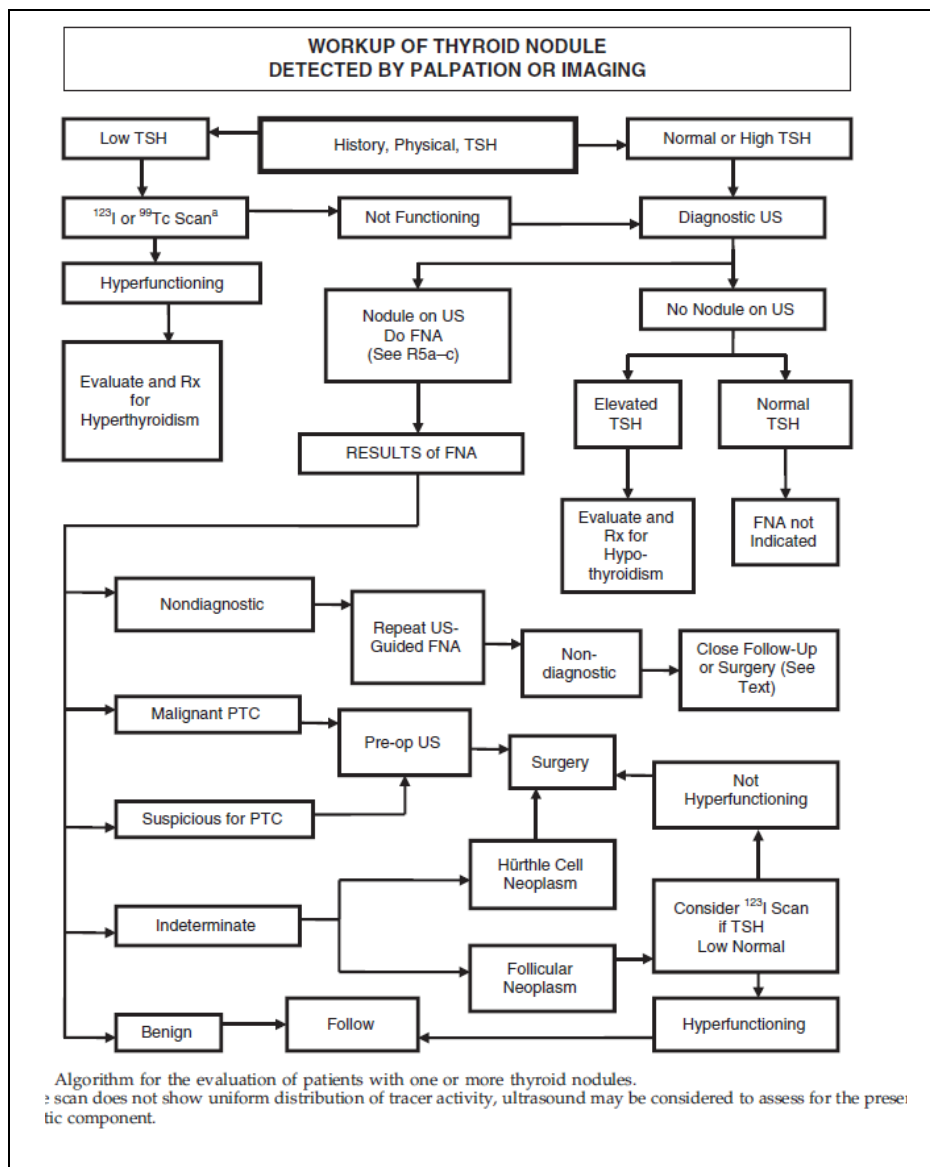 WORKUP OF THYROID NODULE
DETECTED BY PALPATION OR IMAGING
Low TSH
History, Physical, TSH
Normal or High TSH
123I or 99Tc Scana
Not Functioning
Diagnostic US
Hyperfunctioning
Nodule on US
Do FNA
(See R5a–c)
No Nodule on US
Evaluate and Rx
for
Hyperthyroidism
Elevated
TSH
Normal
TSH
RESULTS of FNA
Evaluate and
Rx for
Hypo-
thyroidism
FNA not
Indicated
Nondiagnostic
Repeat US-
Guided FNA
Non-
diagnostic
Close Follow-Up
or Surgery (See
Text)
Malignant PTC
Pre-op US
Surgery
Not
Hyperfunctioning
Suspicious for PTC
Hürthle Cell
Neoplasm
Indeterminate
Consider 123I Scan
if TSH
Low Normal
Follicular
Neoplasm
Benign
Follow
Hyperfunctioning
Algorithm for the evaluation of patients with one or more thyroid nodules.
scan does not show uniform distribution of tracer activity, ultrasound may be considered to assess for the
component.